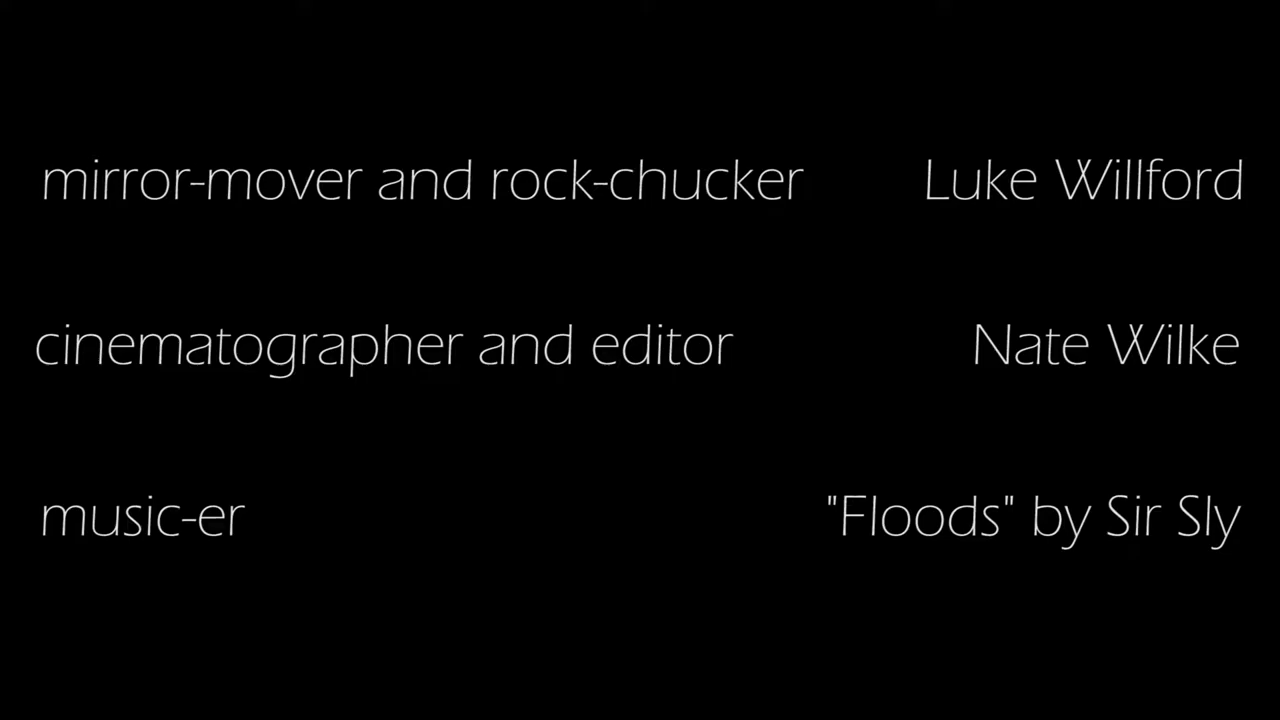 mirror-mover and rock-chucker Luke Willford
cinematographer and editor Nate Wilke
music-er "Floods" by Sir Sly